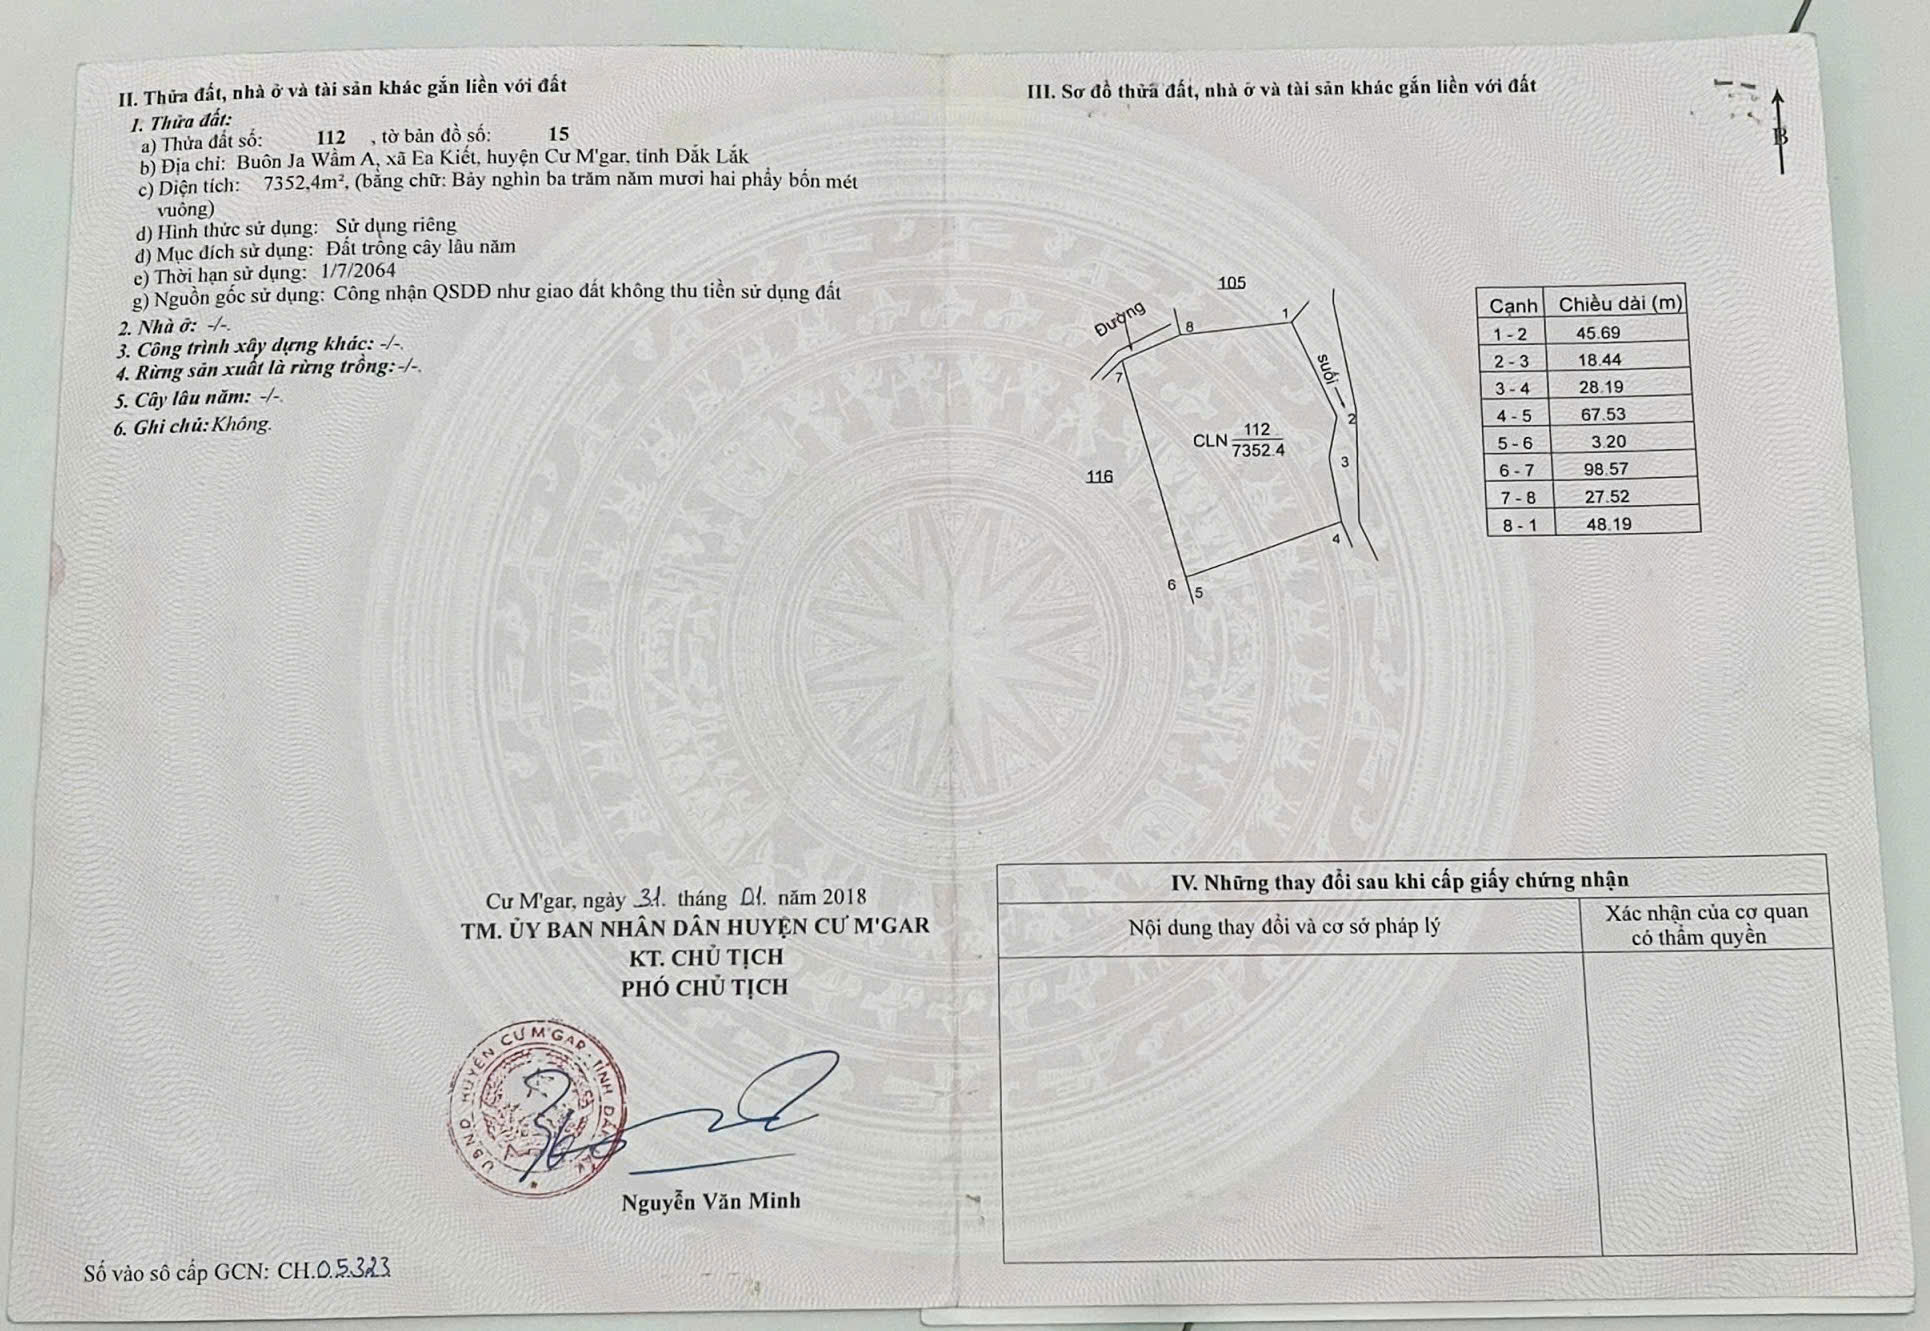 II. Thửa đất, nhà ở và tài sản khác gắn liền với đất
1. Thửa đất:
a) Thửa đất số: 112 , tờ bản đồ số: 15
b) Địa chỉ: Buôn Ja Wầm A, xã Ea Kiết, huyện Cư M'gar, tỉnh Đắk Lắk
c) Diện tích: 7352,4m², (bằng chữ: Bảy nghìn ba trăm năm mươi hai phẩy bốn mét
vuông)
d) Hình thức sử dụng: Sử dụng riêng
đ) Mục đích sử dụng: Đất trồng cây lâu năm
e) Thời hạn sử dụng: 1/7/2064
g) Nguồn gốc sử dụng: Công nhận QSDĐ như giao đất không thu tiền sử dụng đất
2. Nhà ở: -/-.
3. Công trình xây dựng khác: -/-.
4. Rừng sản xuất là rừng trồng: -/-.
5. Cây lâu năm: -/-.
6. Ghi chú: Không.
Cư M'gar, ngày 31. tháng 01. năm 2018
TM. ỦY BAN NHÂN DÂN HUYỆN CƯ M'GAR
KT. CHỦ TỊCH
PHÓ CHỦ TỊCH
UBND HUYỆN CƯ M'GAR - TỈNH ĐẮK LẮK
Nguyễn Văn Minh
Số vào sổ cấp GCN: CH.05323
III. Sơ đồ thửa đất, nhà ở và tài sản khác gắn liền với đất
B
105
Đường
8
1
7
suối
2
CLN 112
7352.4
3
116
4
6
5
Cạnh Chiều dài (m)
1 - 2 45.69
2 - 3 18.44
3 - 4 28.19
4 - 5 67.53
5 - 6 3.20
6 - 7 98.57
7 - 8 27.52
8 - 1 48.19
IV. Những thay đổi sau khi cấp giấy chứng nhận
Nội dung thay đổi và cơ sở pháp lý
Xác nhận của cơ quan
có thẩm quyền